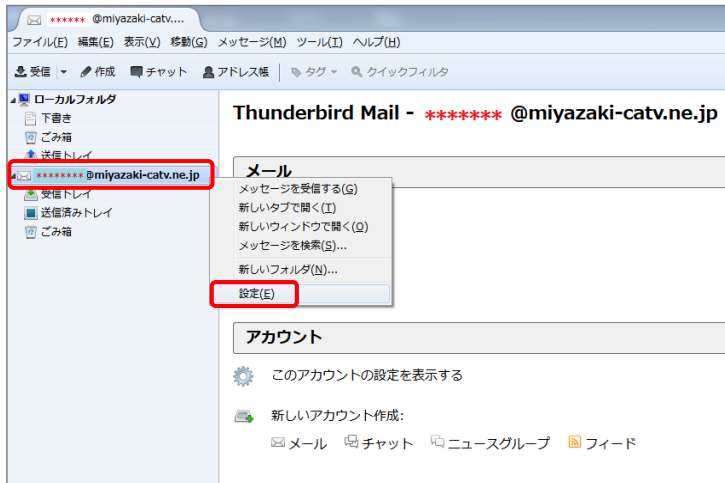 ****** @miyazaki-catv....
ファイル(F) 編集(E) 表示(V) 移動(G) メッセージ(M) ツール(T) ヘルプ(H)
受信 作成 チャット アドレス帳 タグ クイックフィルタ
ローカルフォルダ
下書き
ごみ箱
送信トレイ
********@miyazaki-catv.ne.jp
受信トレイ
送信済みトレイ
ごみ箱
Thunderbird Mail - ******* @miyazaki-catv.ne.jp
メール
メッセージを受信する(G)
新しいタブで開く(T)
新しいウィンドウで開く(O)
メッセージを検索(S)...
新しいフォルダ(N)...
設定(E)
アカウント
このアカウントの設定を表示する
新しいアカウント作成:
メール チャット ニュースグループ フィード